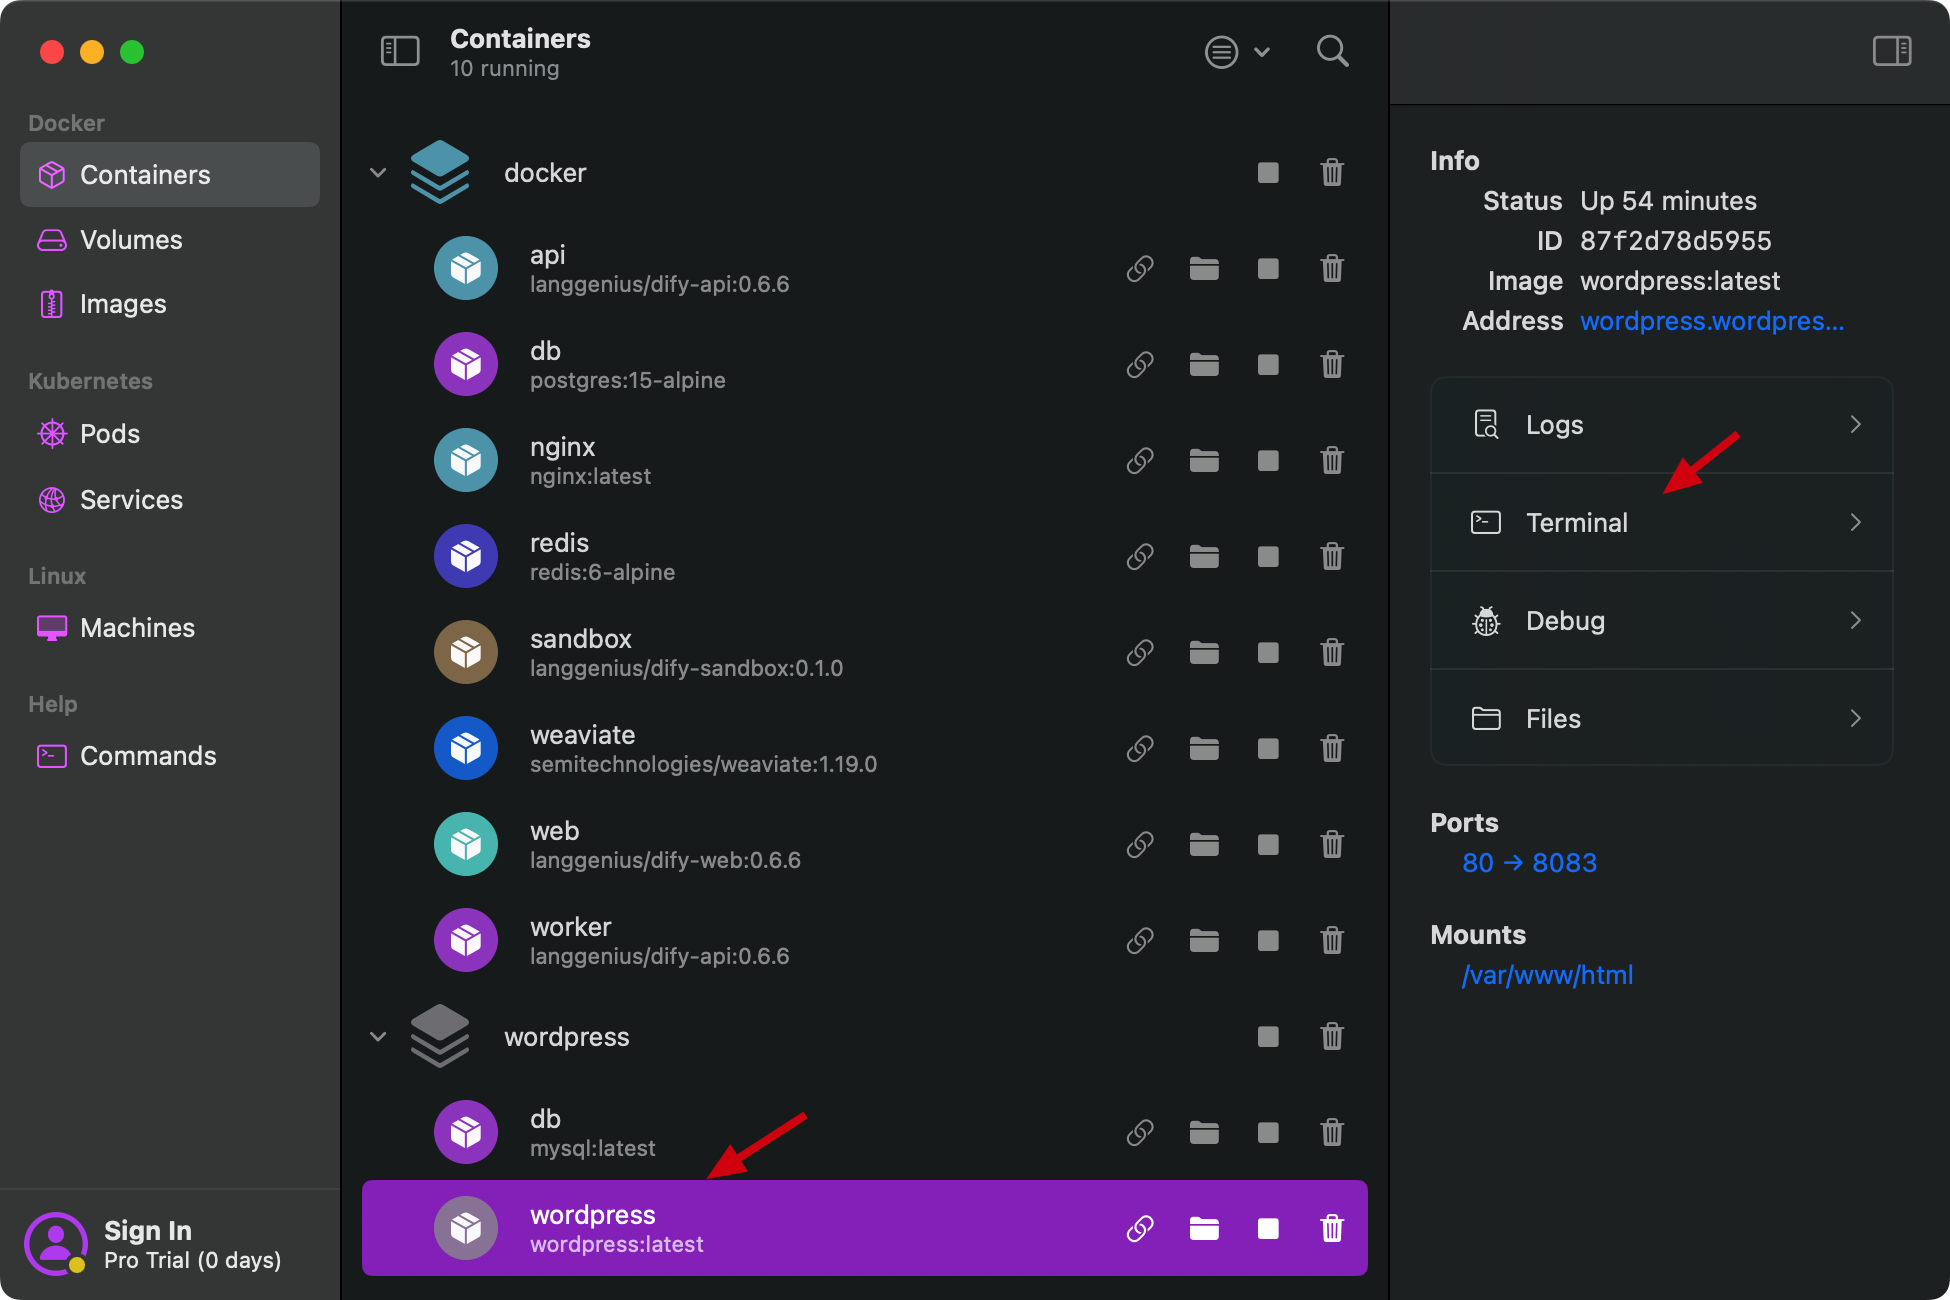 Docker
Containers
Volumes
Images
Kubernetes
Pods
Services
Linux
Machines
Help
Commands
Sign In
Pro Trial (0 days)
Containers
10 running
docker
api
langgenius/dify-api:0.6.6
db
postgres:15-alpine
nginx
nginx:latest
redis
redis:6-alpine
sandbox
langgenius/dify-sandbox:0.1.0
weaviate
semitechnologies/weaviate:1.19.0
web
langgenius/dify-web:0.6.6
worker
langgenius/dify-api:0.6.6
wordpress
db
mysql:latest
wordpress
wordpress:latest
Info
Status Up 54 minutes
ID 87f2d78d5955
Image wordpress:latest
Address wordpress.wordpres...
Logs
Terminal
Debug
Files
Ports
80 → 8083
Mounts
/var/www/html